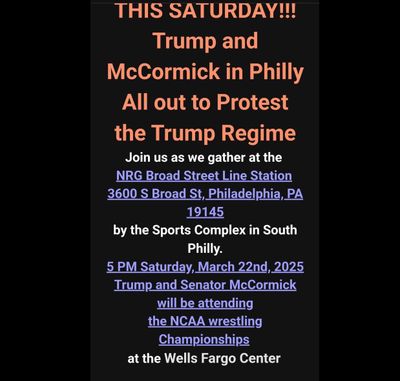 THIS SATURDAY!!!
Trump and
McCormick in Philly
All out to Protest
the Trump Regime
Join us as we gather at the
NRG Broad Street Line Station
3600 S Broad St, Philadelphia, PA
19145
by the Sports Complex in South
Philly.
5 PM Saturday, March 22nd, 2025
Trump and Senator McCormick
will be attending
the NCAA wrestling
Championships
at the Wells Fargo Center